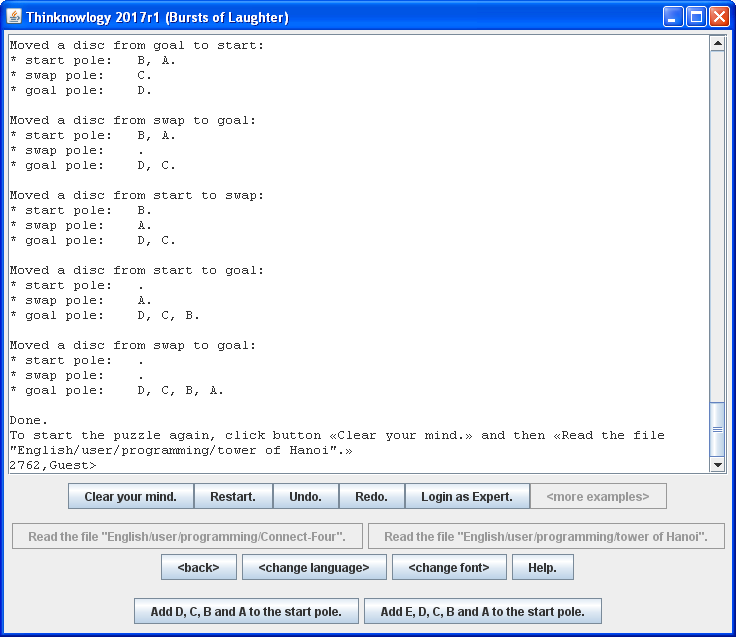 Thinknowlogy 2017r1 (Bursts of Laughter)
Moved a disc from goal to start:
* start pole: B, A.
* swap pole: C.
* goal pole: D.
Moved a disc from swap to goal:
* start pole: B, A.
* swap pole: .
* goal pole: D, C.
Moved a disc from start to swap:
* start pole: B.
* swap pole: A.
* goal pole: D, C.
Moved a disc from start to goal:
* start pole: .
* swap pole: A.
* goal pole: D, C, B.
Moved a disc from swap to goal:
* start pole: .
* swap pole: .
* goal pole: D, C, B, A.
Done.
To start the puzzle again, click button «Clear your mind.» and then «Read the file
"English/user/programming/tower of Hanoi".»
2762,Guest>
Clear your mind. Restart. Undo. Redo. Login as Expert. <more examples>
Read the file "English/user/programming/Connect-Four". Read the file "English/user/programming/tower of Hanoi".
<back> <change language> <change font> Help.
Add D, C, B and A to the start pole. Add E, D, C, B and A to the start pole.